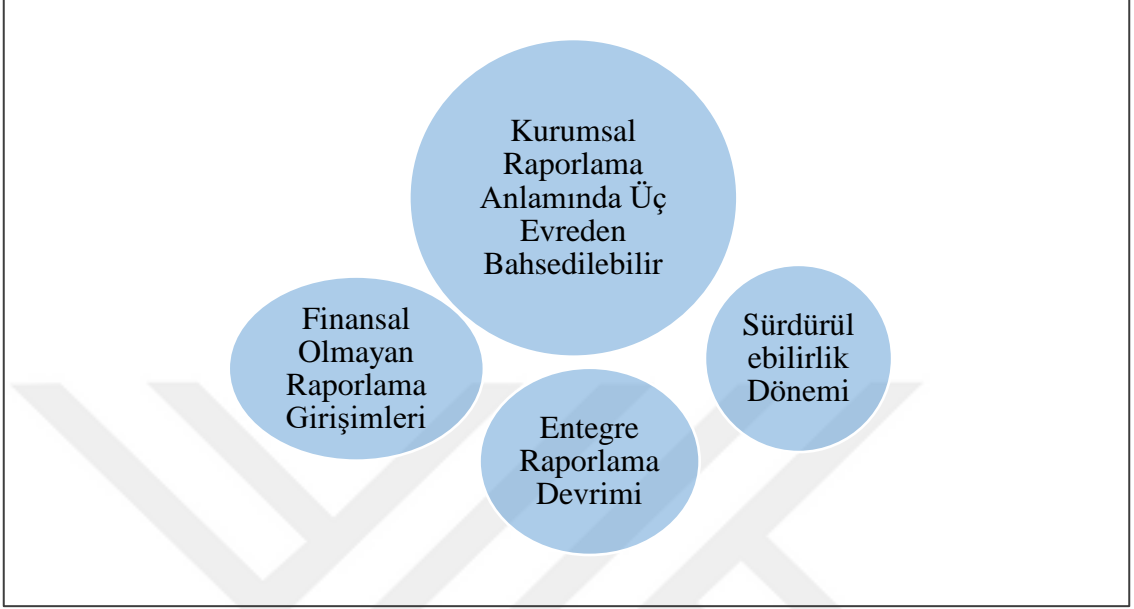 Kurumsal
Raporlama
Anlamında Üç
Evreden
Bahsedilebilir
Finansal
Olmayan
Raporlama
Girişimleri
Entegre
Raporlama
Devrimi
Sürdürül
ebilirlik
Dönemi